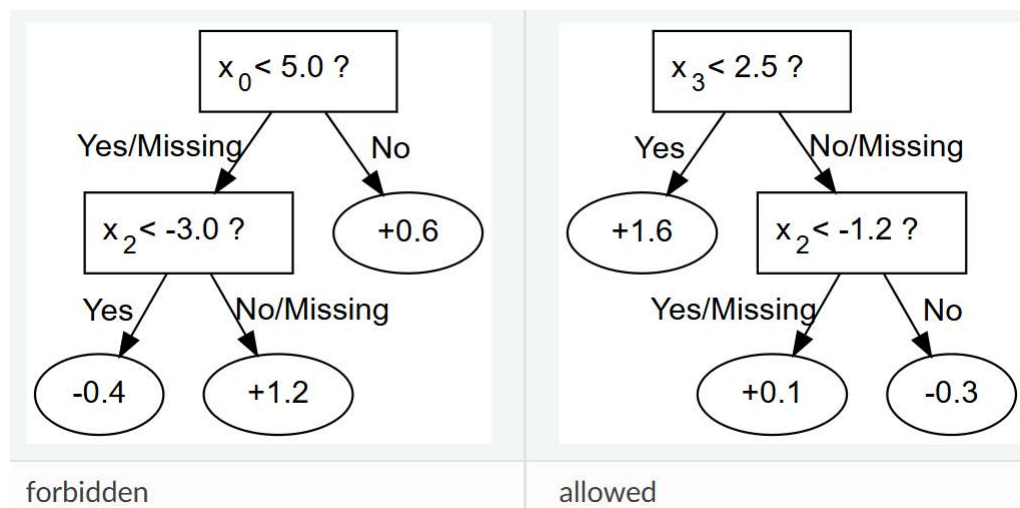 x0< 5.0 ?
Yes/Missing
No
x2< -3.0 ?
+0.6
Yes
No/Missing
-0.4
+1.2
forbidden
x3< 2.5 ?
Yes
No/Missing
+1.6
x2< -1.2 ?
Yes/Missing
No
+0.1
-0.3
allowed